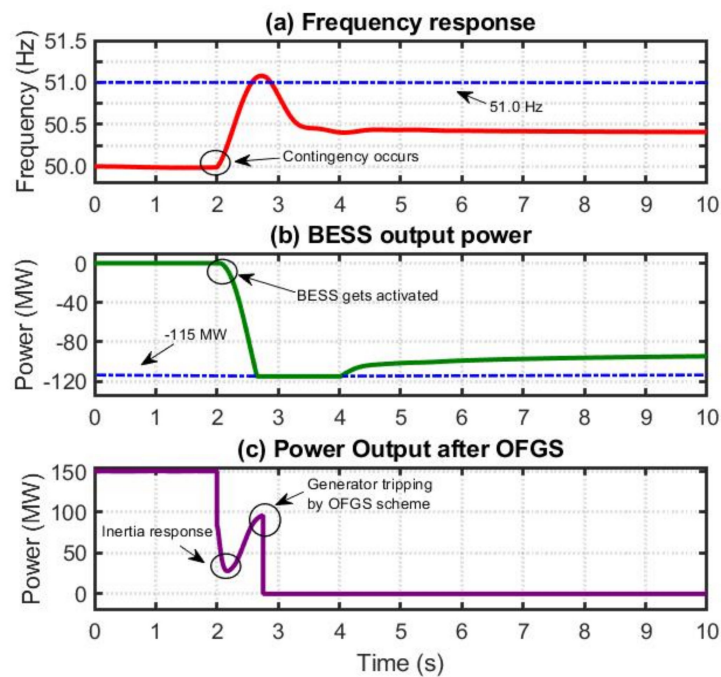 (a) Frequency response
Frequency (Hz)
51.5
51.0
50.5
50.0
51.0 Hz
Contingency occurs
0 1 2 3 4 5 6 7 8 9 10
(b) BESS output power
Power (MW)
0
-40
-80
-120
BESS gets activated
-115 MW
0 1 2 3 4 5 6 7 8 9 10
(c) Power Output after OFGS
Power (MW)
150
100
50
0
Generator tripping
by OFGS scheme
Inertia response
0 1 2 3 4 5 6 7 8 9 10
Time (s)